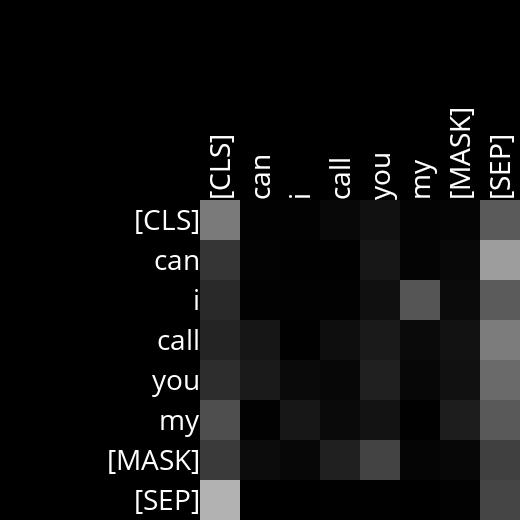 [CLS] can i call you my [MASK] [SEP]
[CLS]
can
i
call
you
my
[MASK]
[SEP]